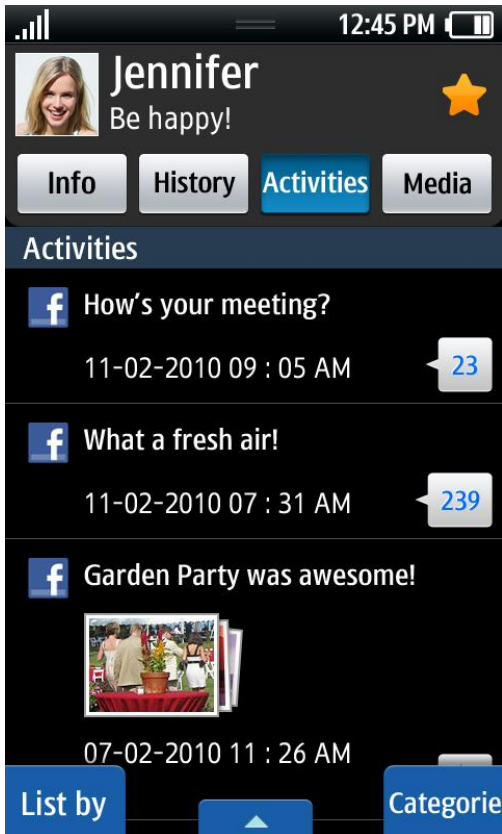 12:45 PM
Jennifer
Be happy!
Info History Activities Media
Activities
How's your meeting?
11-02-2010 09 : 05 AM 23
What a fresh air!
11-02-2010 07 : 31 AM 239
Garden Party was awesome!
07-02-2010 11 : 26 AM
List by Categorie